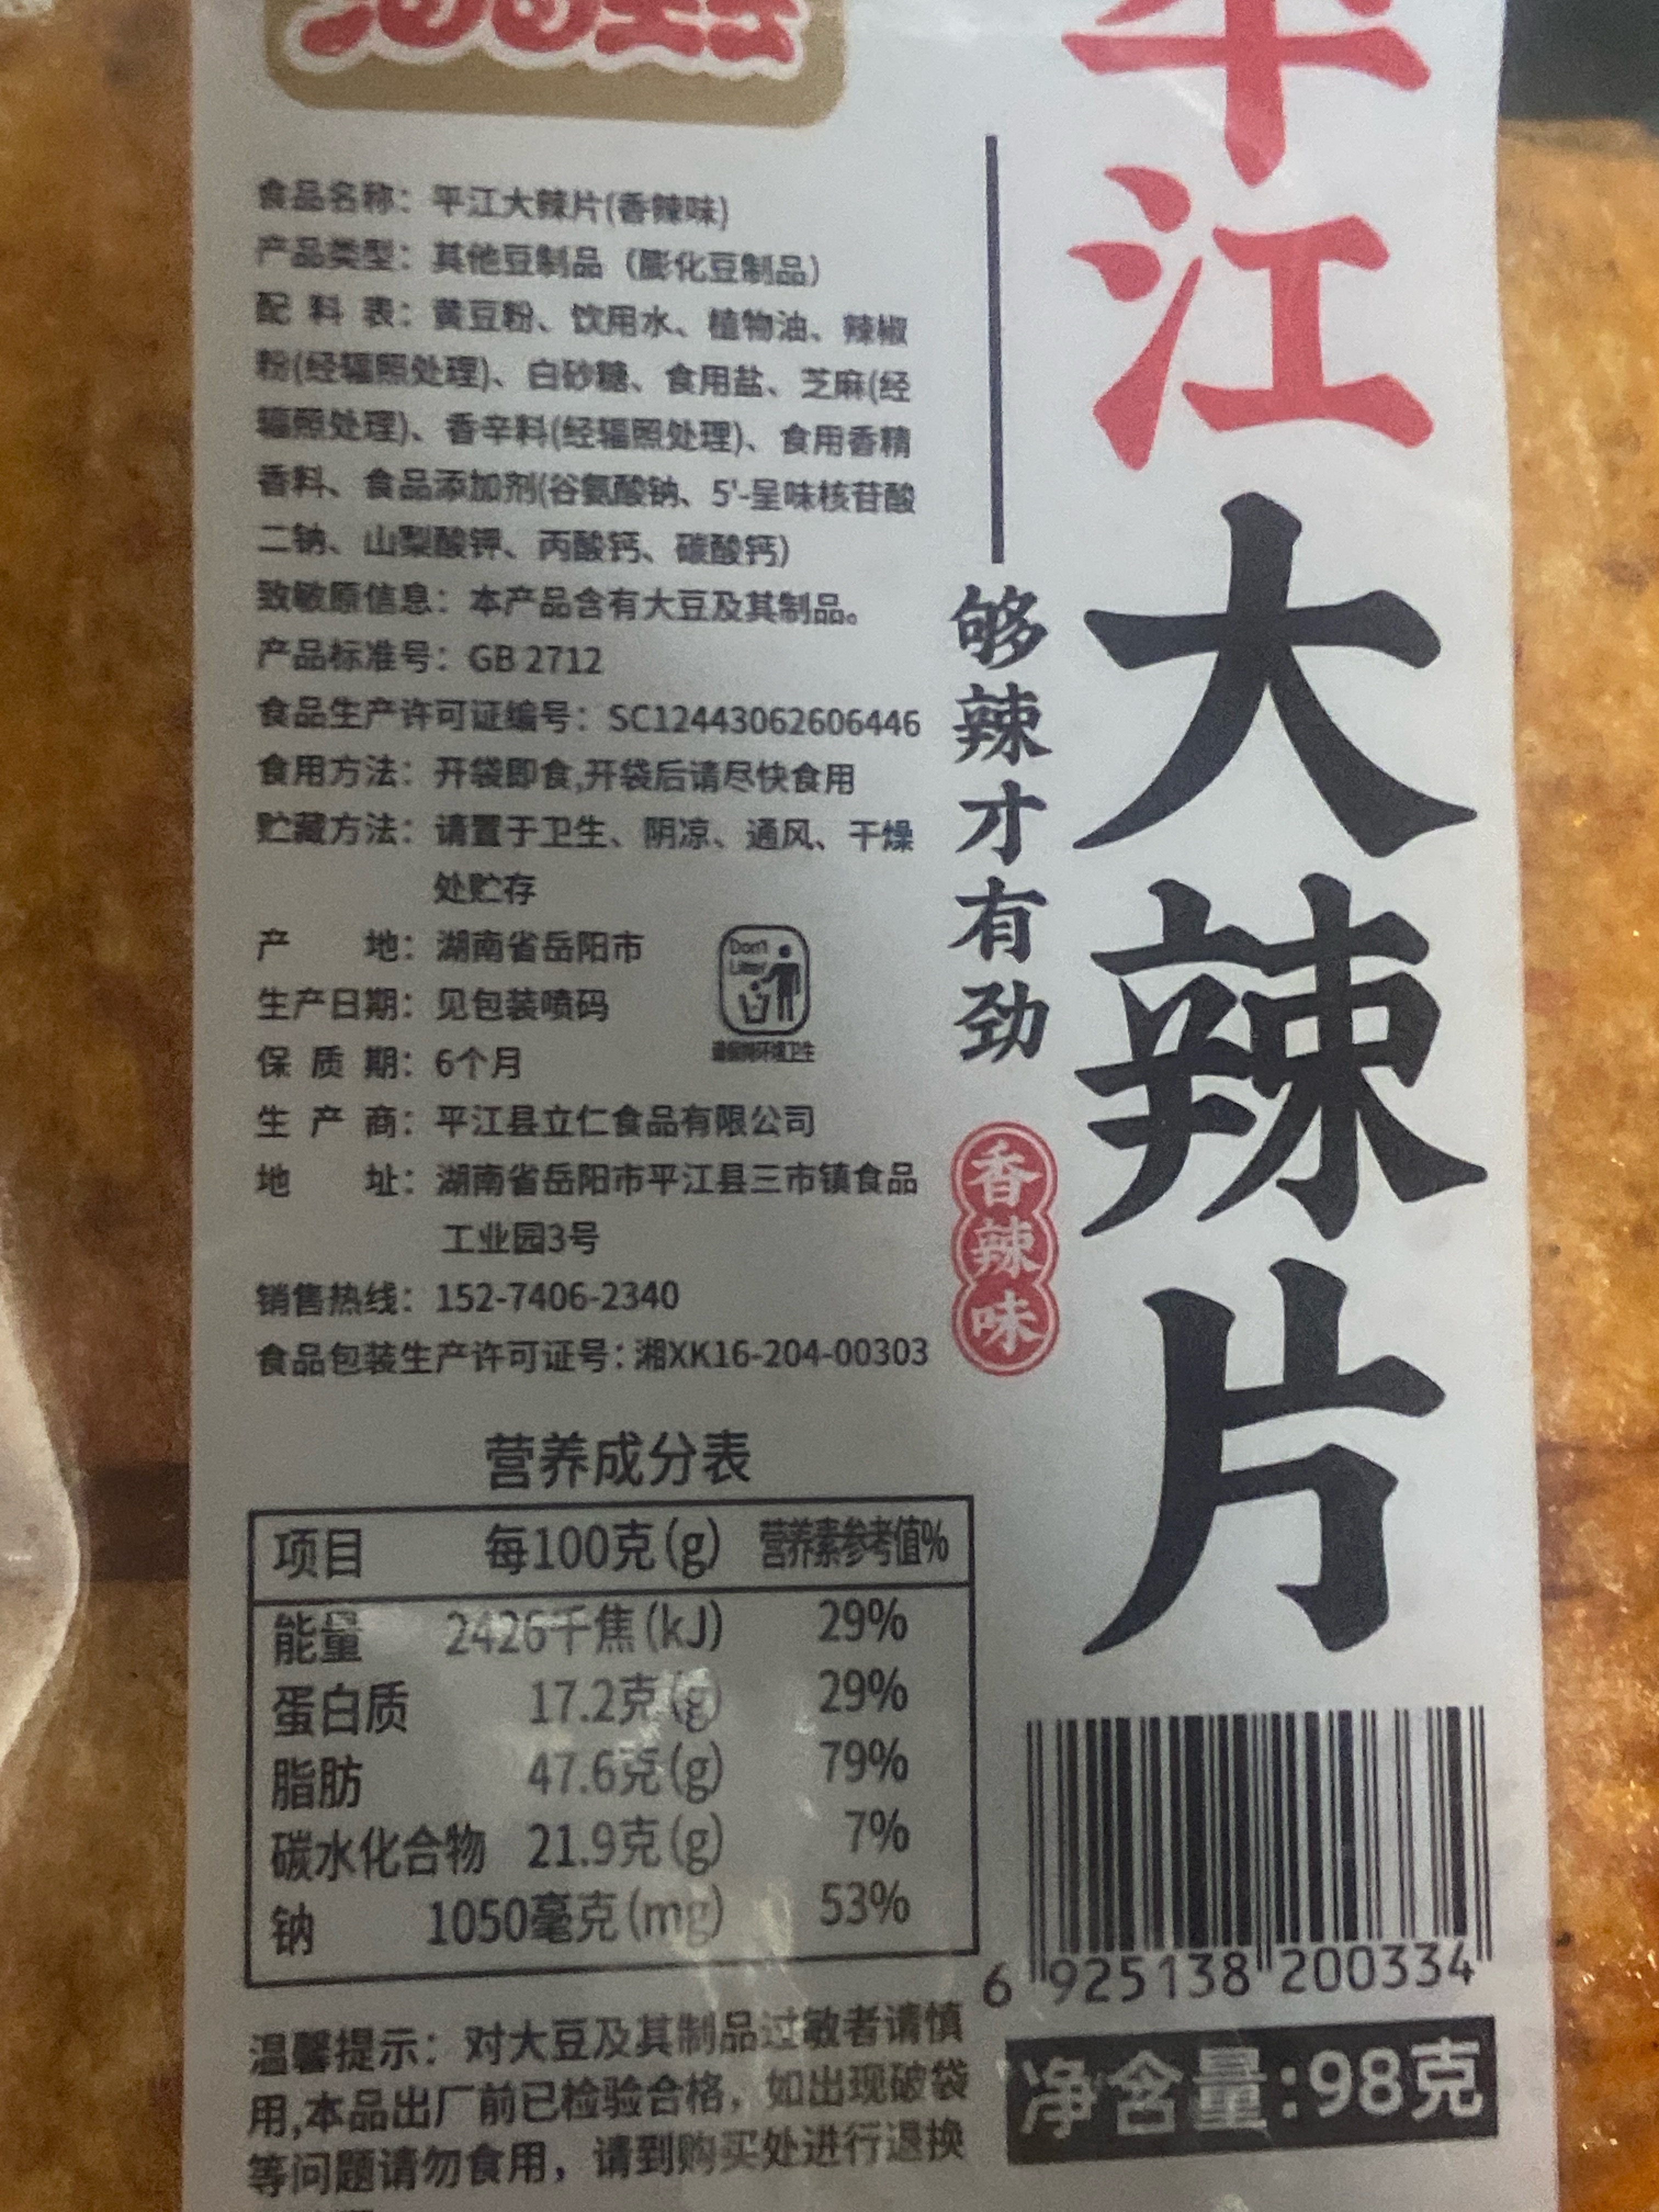 食品名称：平江大辣片(香辣味)
产品类型：其他豆制品（膨化豆制品）
配料表：黄豆粉、饮用水、植物油、辣椒
粉(经辐照处理)、白砂糖、食用盐、芝麻(经
辐照处理)、香辛料(经辐照处理)、食用香精
香料、食品添加剂(谷氨酸钠、5'-呈味核苷酸
二钠、山梨酸钾、丙酸钙、碳酸钙)
致敏原信息：本产品含有大豆及其制品。
产品标准号：GB 2712
食品生产许可证编号：SC12443062606446
食用方法：开袋即食,开袋后请尽快食用
贮藏方法：请置于卫生、阴凉、通风、干燥
处贮存
产地：湖南省岳阳市
生产日期：见包装喷码
保质期：6个月
生产商：平江县立仁食品有限公司
地址：湖南省岳阳市平江县三市镇食品
工业园3号
销售热线：152-7406-2340
食品包装生产许可证号：湘XK16-204-00303
Don't
Litter
请保持环境卫生
营养成分表
项目 每100克(g) 营养素参考值%
能量 2426千焦(kJ) 29%
蛋白质 17.2克(g) 29%
脂肪 47.6克(g) 79%
碳水化合物 21.9克(g) 7%
钠 1050毫克(mg) 53%
温馨提示：对大豆及其制品过敏者请慎
用,本品出厂前已检验合格，如出现破袋
等问题请勿食用，请到购买处进行退换
够辣才有劲
香辣味
平江大辣片
6 925138 200334
净含量:98克